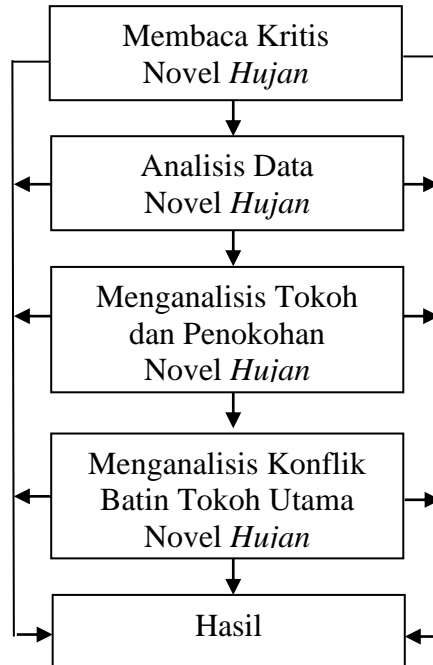 Membaca Kritis
Novel Hujan
Analisis Data
Novel Hujan
Menganalisis Tokoh
dan Penokohan
Novel Hujan
Menganalisis Konflik
Batin Tokoh Utama
Novel Hujan
Hasil